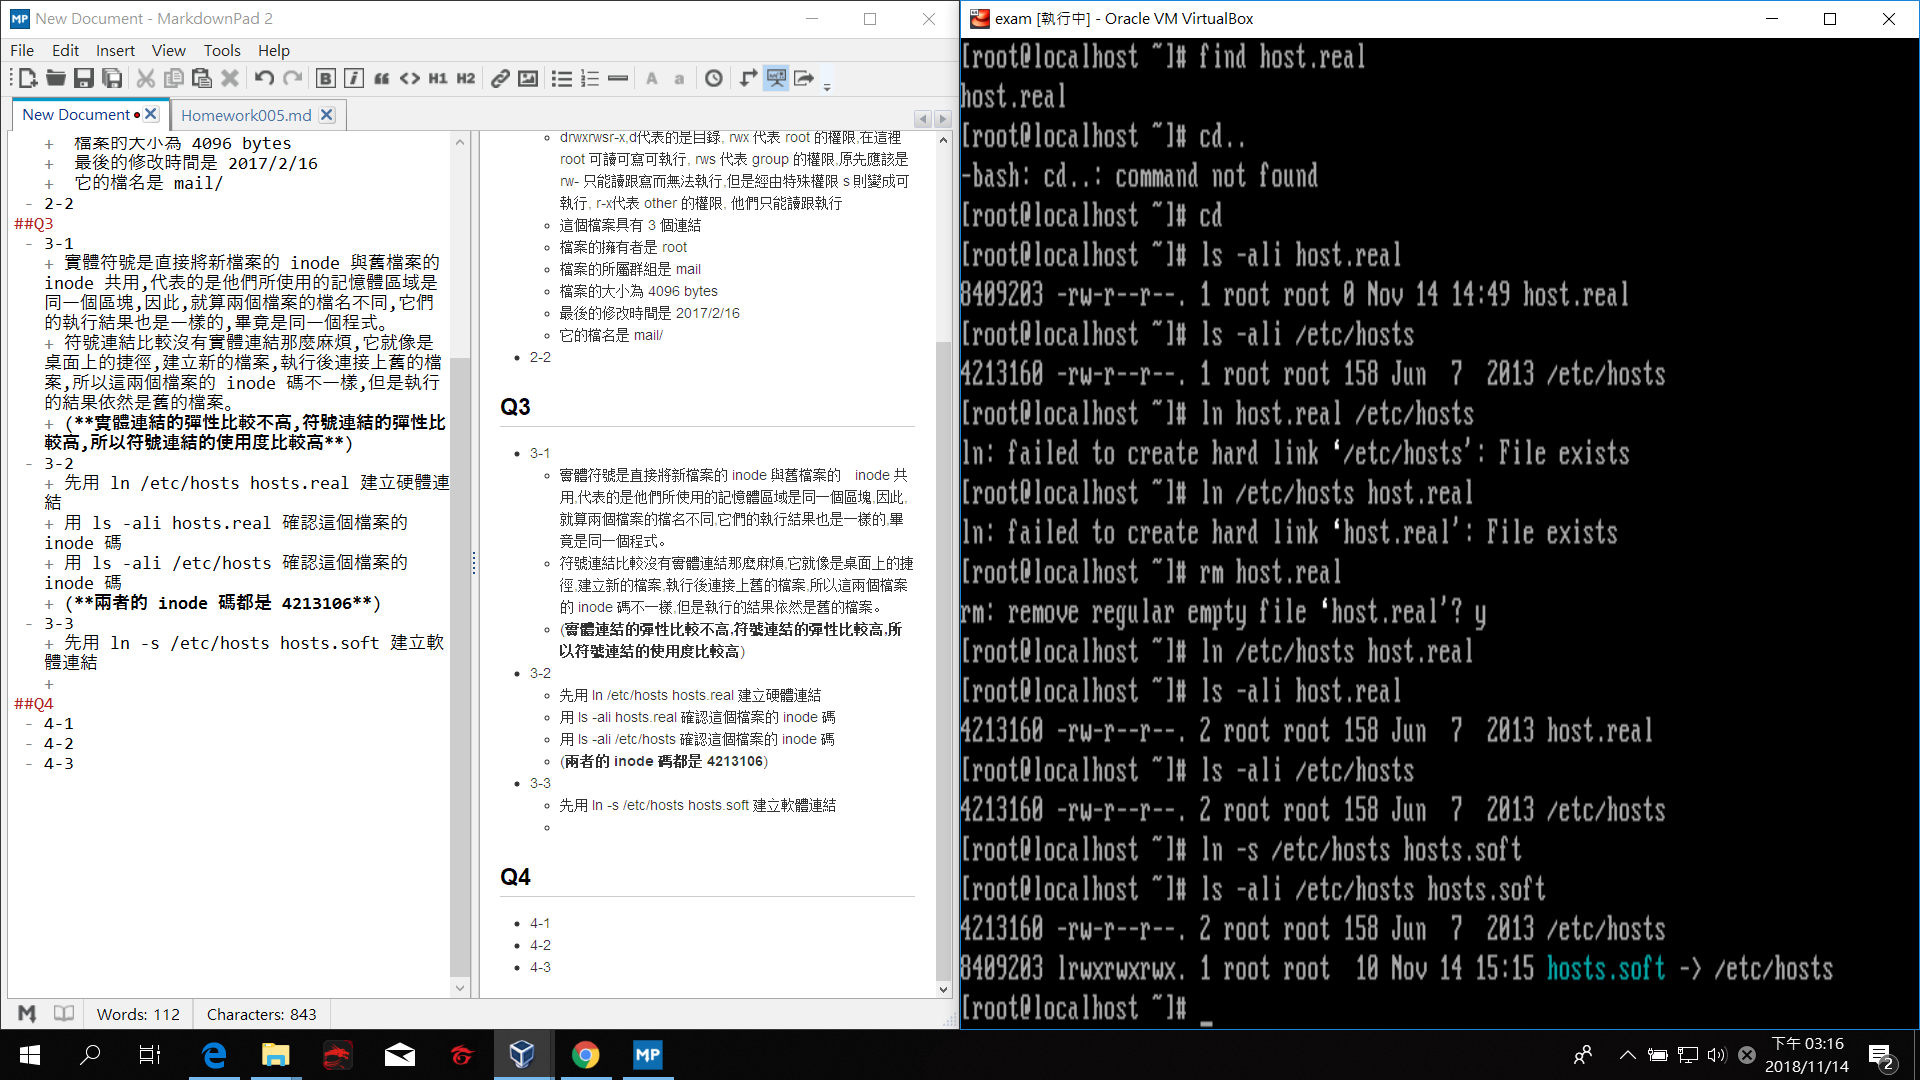 New Document - MarkdownPad 2
File Edit Insert View Tools Help
H1 H2 A a
New Document Homework005.md
+ 檔案的大小為 4096 bytes
+ 最後的修改時間是 2017/2/16
+ 它的檔名是 mail/
- 2-2
##Q3
- 3-1
+ 實體符號是直接將新檔案的 inode 與舊檔案的
inode 共用,代表的是他們所使用的記憶體區域是
同一個區塊,因此,就算兩個檔案的檔名不同,它們
的執行結果也是一樣的,畢竟是同一個程式。
+ 符號連結比較沒有實體連結那麼麻煩,它就像是
桌面上的捷徑,建立新的檔案,執行後連接上舊的檔
案,所以這兩個檔案的 inode 碼不一樣,但是執行
的結果依然是舊的檔案。
+ (**實體連結的彈性比較不高,符號連結的彈性比
較高,所以符號連結的使用度比較高**)
- 3-2
+ 先用 ln /etc/hosts hosts.real 建立硬體連
結
+ 用 ls -ali hosts.real 確認這個檔案的
inode 碼
+ 用 ls -ali /etc/hosts 確認這個檔案的
inode 碼
+ (**兩者的 inode 碼都是 4213106**)
- 3-3
+ 先用 ln -s /etc/hosts hosts.soft 建立軟
體連結
+
##Q4
- 4-1
- 4-2
- 4-3
drwxrwsr-x,d代表的是目錄, rwx 代表 root 的權限,在這裡
root 可讀可寫可執行, rws 代表 group 的權限,原先應該是
rw- 只能讀跟寫而無法執行,但是經由特殊權限 s 則變成可
執行, r-x代表 other 的權限, 他們只能讀跟執行
這個檔案具有 3 個連結
檔案的擁有者是 root
檔案的所屬群組是 mail
檔案的大小為 4096 bytes
最後的修改時間是 2017/2/16
它的檔名是 mail/
2-2
Q3
3-1
實體符號是直接將新檔案的 inode 與舊檔案的 inode 共
用,代表的是他們所使用的記憶體區域是同一個區塊,因此,
就算兩個檔案的檔名不同,它們的執行結果也是一樣的,畢
竟是同一個程式。
符號連結比較沒有實體連結那麼麻煩,它就像是桌面上的捷
徑,建立新的檔案,執行後連接上舊的檔案,所以這兩個檔案
的 inode 碼不一樣,但是執行的結果依然是舊的檔案。
(實體連結的彈性比較不高,符號連結的彈性比較高,所
以符號連結的使用度比較高)
3-2
先用 ln /etc/hosts hosts.real 建立硬體連結
用 ls -ali hosts.real 確認這個檔案的 inode 碼
用 ls -ali /etc/hosts 確認這個檔案的 inode 碼
(兩者的 inode 碼都是 4213106)
3-3
先用 ln -s /etc/hosts hosts.soft 建立軟體連結
Q4
4-1
4-2
4-3
Words: 112 Characters: 843
exam [執行中] - Oracle VM VirtualBox
[root@localhost ~]# find host.real
host.real
[root@localhost ~]# cd..
-bash: cd..: command not found
[root@localhost ~]# cd
[root@localhost ~]# ls -ali host.real
8409203 -rw-r--r--. 1 root root 0 Nov 14 14:49 host.real
[root@localhost ~]# ls -ali /etc/hosts
4213160 -rw-r--r--. 1 root root 158 Jun  7  2013 /etc/hosts
[root@localhost ~]# ln host.real /etc/hosts
ln: failed to create hard link ‘/etc/hosts’: File exists
[root@localhost ~]# ln /etc/hosts host.real
ln: failed to create hard link ‘host.real’: File exists
[root@localhost ~]# rm host.real
rm: remove regular empty file ‘host.real’? y
[root@localhost ~]# ln /etc/hosts host.real
[root@localhost ~]# ls -ali host.real
4213160 -rw-r--r--. 2 root root 158 Jun  7  2013 host.real
[root@localhost ~]# ls -ali /etc/hosts
4213160 -rw-r--r--. 2 root root 158 Jun  7  2013 /etc/hosts
[root@localhost ~]# ln -s /etc/hosts hosts.soft
[root@localhost ~]# ls -ali /etc/hosts hosts.soft
4213160 -rw-r--r--. 2 root root 158 Jun  7  2013 /etc/hosts
8409203 lrwxrwxrwx. 1 root root  10 Nov 14 15:15 hosts.soft -> /etc/hosts
[root@localhost ~]# _
MP
下午 03:16
2018/11/14
2